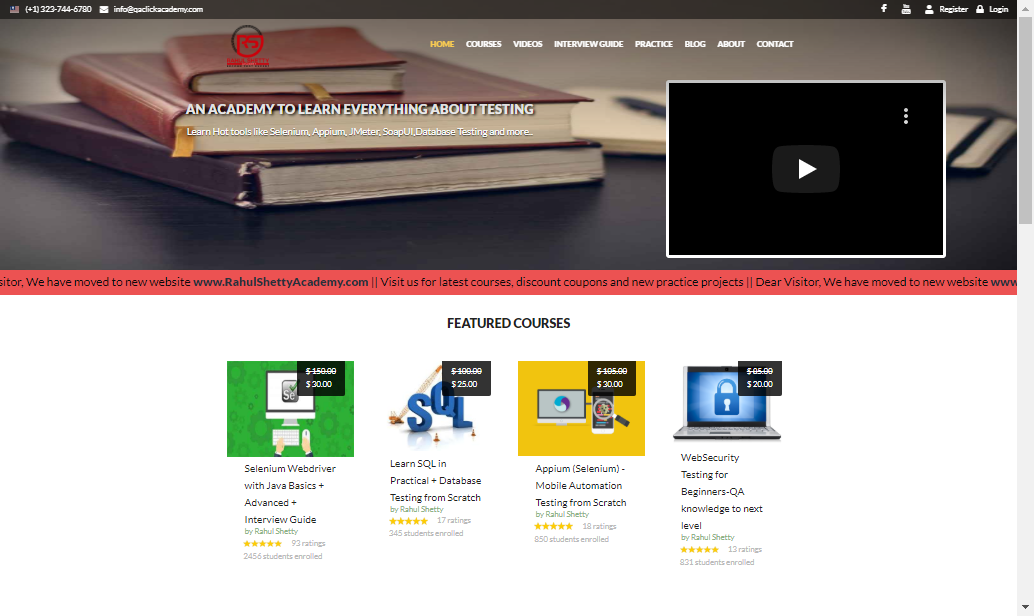 (+1) 323-744-6780 info@qaclickacademy.com Register Login
RAHUL SHETTY
HOME COURSES VIDEOS INTERVIEW GUIDE PRACTICE BLOG ABOUT CONTACT
AN ACADEMY TO LEARN EVERYTHING ABOUT TESTING
Learn Hot tools like Selenium, Appium, JMeter, SoapUI,Database Testing and more..
sitor, We have moved to new website www.RahulShettyAcademy.com || Visit us for latest courses, discount coupons and new practice projects || Dear Visitor, We have moved to new website www
FEATURED COURSES
$ 150.00
$ 30.00
Se
Selenium Webdriver
with Java Basics +
Advanced +
Interview Guide
by Rahul Shetty
93 ratings
2456 students enrolled
$ 100.00
$ 25.00
SQL
Learn SQL in
Practical + Database
Testing from Scratch
by Rahul Shetty
17 ratings
345 students enrolled
$ 105.00
$ 30.00
Appium (Selenium) -
Mobile Automation
Testing from Scratch
by Rahul Shetty
18 ratings
850 students enrolled
$ 85.00
$ 20.00
WebSecurity
Testing for
Beginners-QA
knowledge to next
level
by Rahul Shetty
13 ratings
831 students enrolled